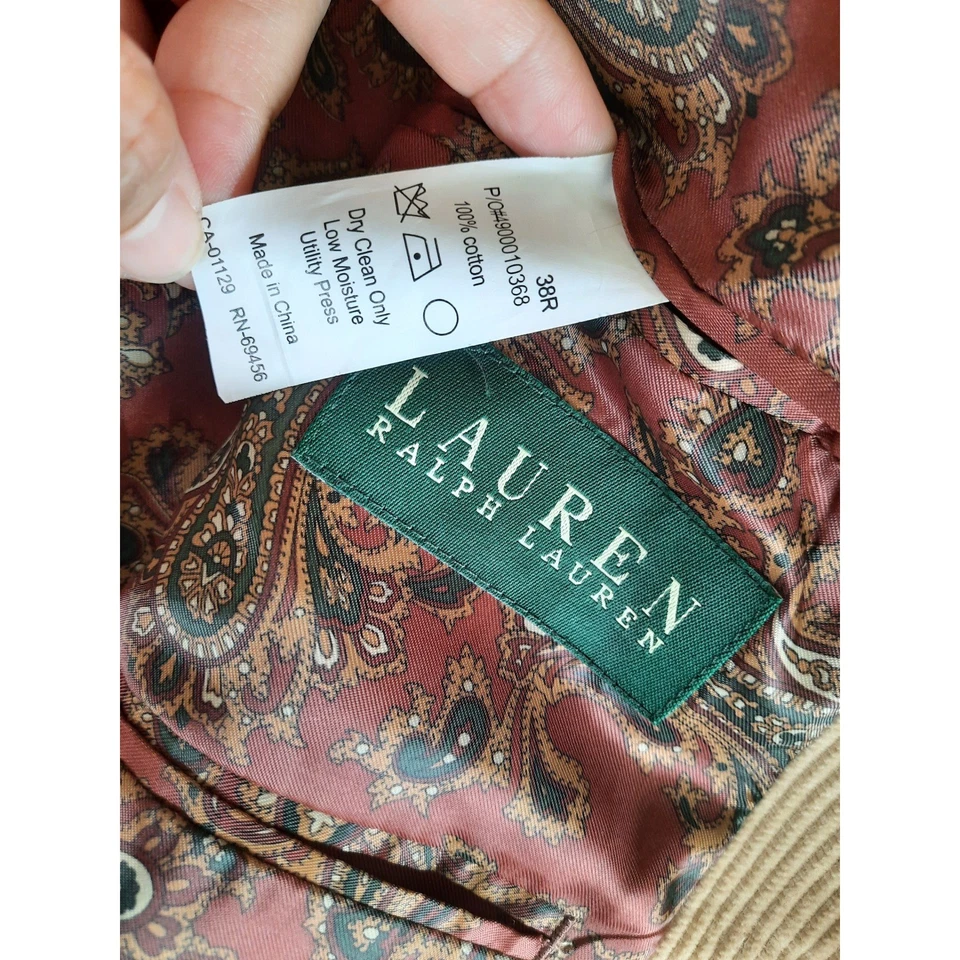 38R
P/O#4900010368
100% cotton
Dry Clean Only
Low Moisture
Utility Press
Made in China
CA-01129 RN-69456
LAUREN
RALPH LAUREN